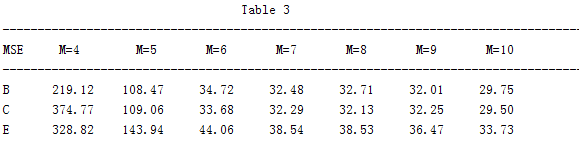 Table 3
MSE M=4 M=5 M=6 M=7 M=8 M=9 M=10
B 219.12 108.47 34.72 32.48 32.71 32.01 29.75
C 374.77 109.06 33.68 32.29 32.13 32.25 29.50
E 328.82 143.94 44.06 38.54 38.53 36.47 33.73